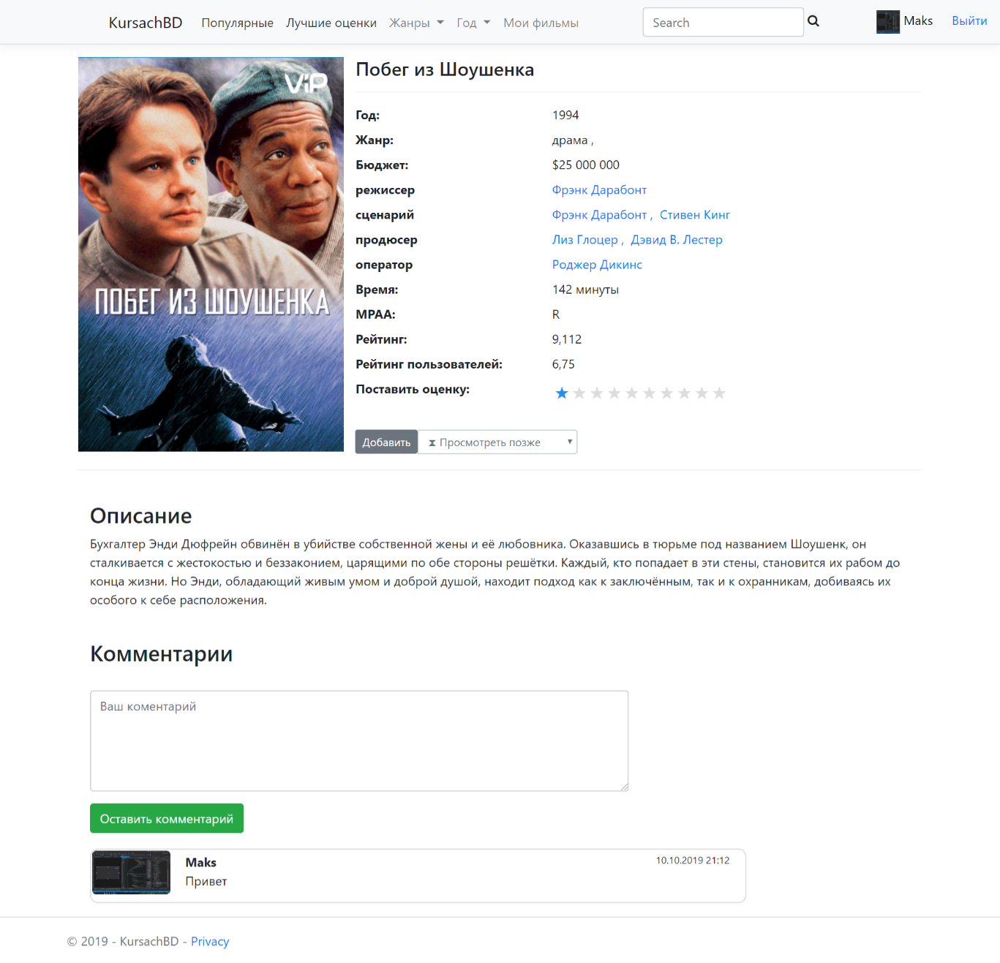 KursachBD Популярные Лучшие оценки Жанры Год Мои фильмы Search Maks Выйти
ViP
ПОБЕГ ИЗ ШОУШЕНКА
Побег из Шоушенка
Год: 1994
Жанр: драма ,
Бюджет: $25 000 000
режиссер Фрэнк Дарабонт
сценарий Фрэнк Дарабонт , Стивен Кинг
продюсер Лиз Глоцер , Дэвид В. Лестер
оператор Роджер Дикинс
Время: 142 минуты
MPAA: R
Рейтинг: 9,112
Рейтинг пользователей: 6,75
Поставить оценку:
Добавить Просмотреть позже
Описание
Бухгалтер Энди Дюфрейн обвинён в убийстве собственной жены и её любовника. Оказавшись в тюрьме под названием Шоушенк, он
сталкивается с жестокостью и беззаконием, царящими по обе стороны решётки. Каждый, кто попадает в эти стены, становится их рабом до
конца жизни. Но Энди, обладающий живым умом и доброй душой, находит подход как к заключённым, так и к охранникам, добиваясь их
особого к себе расположения.
Комментарии
Ваш коментарий
Оставить комментарий
Maks 10.10.2019 21:12
Привет
© 2019 - KursachBD - Privacy